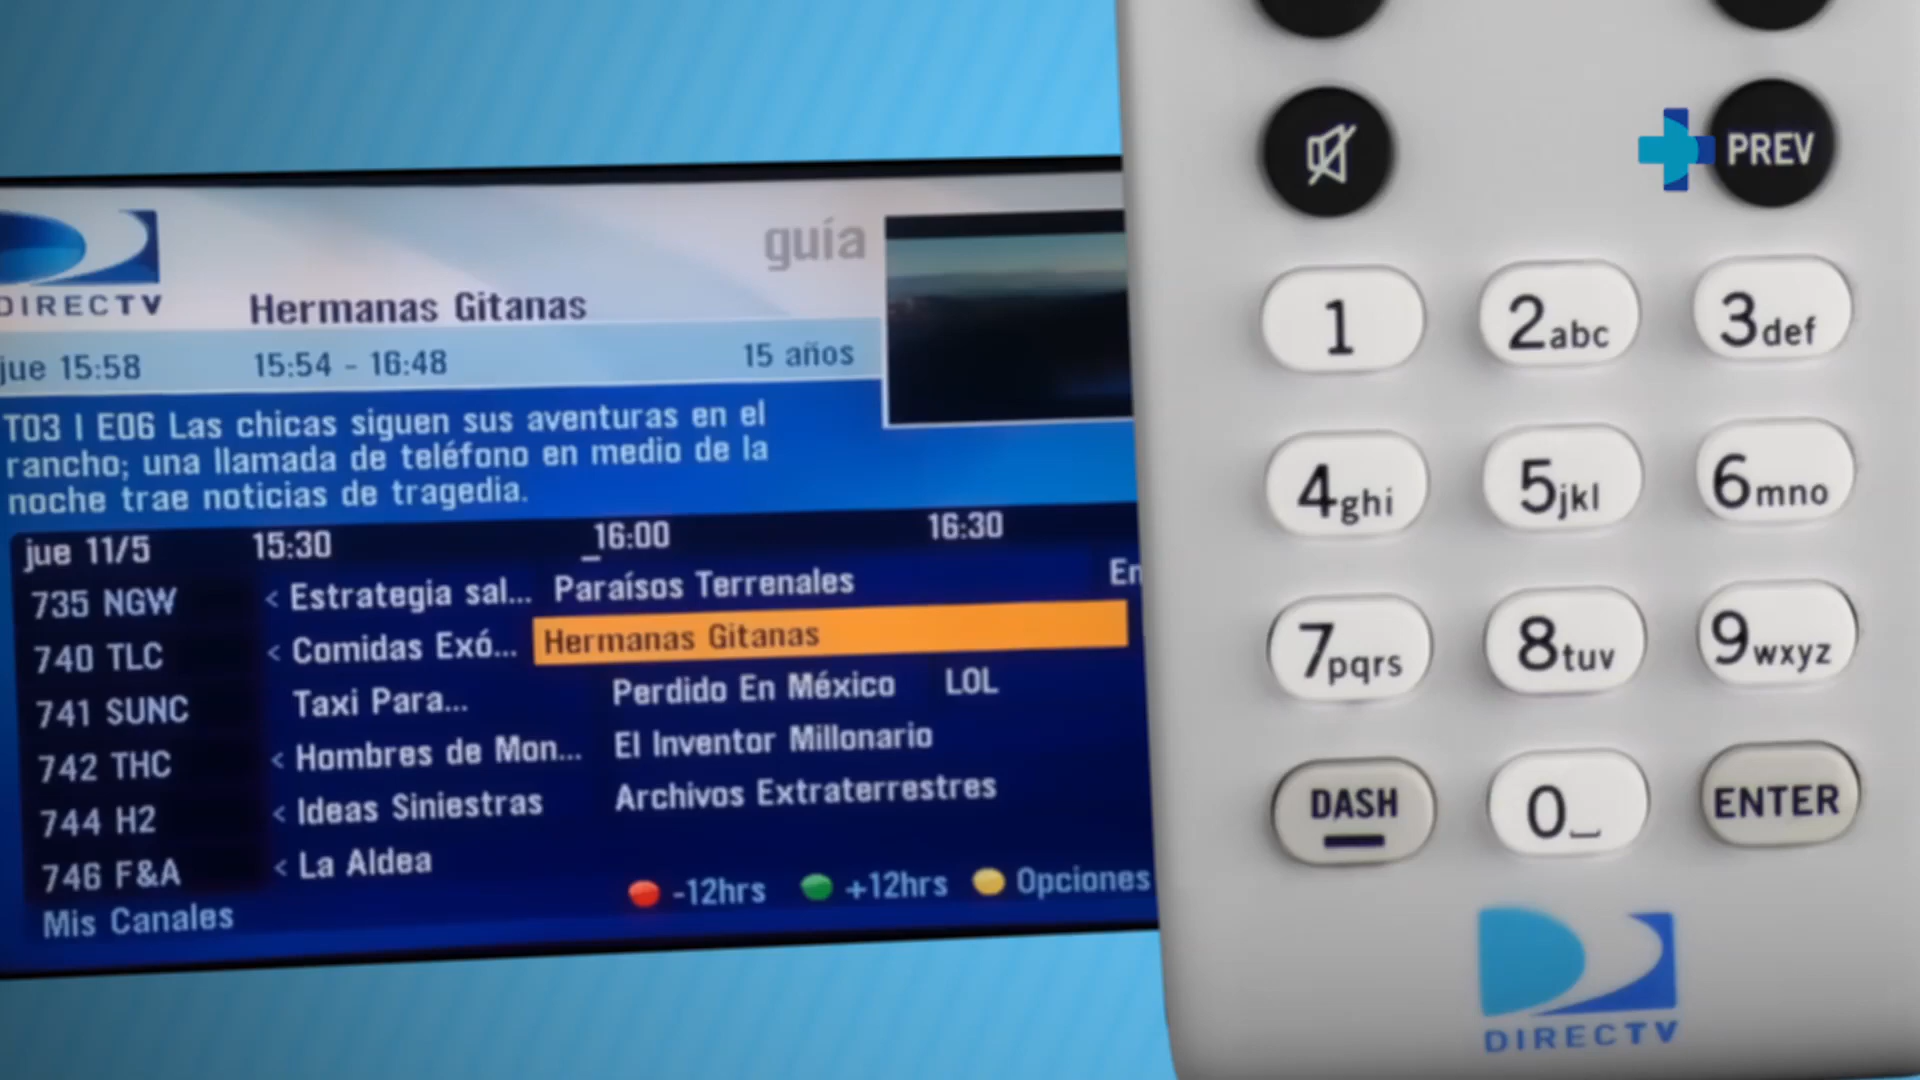 DIRECTV
guía
Hermanas Gitanas
jue 15:58 15:54 - 16:48 15 años
T03 | E06 Las chicas siguen sus aventuras en el
rancho; una llamada de teléfono en medio de la
noche trae noticias de tragedia.
jue 11/5 15:30 16:00 16:30
735 NGW < Estrategia sal... Paraísos Terrenales
740 TLC < Comidas Exó... Hermanas Gitanas
741 SUNC Taxi Para... Perdido En México LOL
742 THC < Hombres de Mon... El Inventor Millonario
744 H2 < Ideas Siniestras Archivos Extraterrestres
746 F&A < La Aldea
Mis Canales -12hrs +12hrs Opciones
PREV
1 2abc 3def
4ghi 5jkl 6mno
7pqrs 8tuv 9wxyz
DASH 0 ENTER
DIRECTV